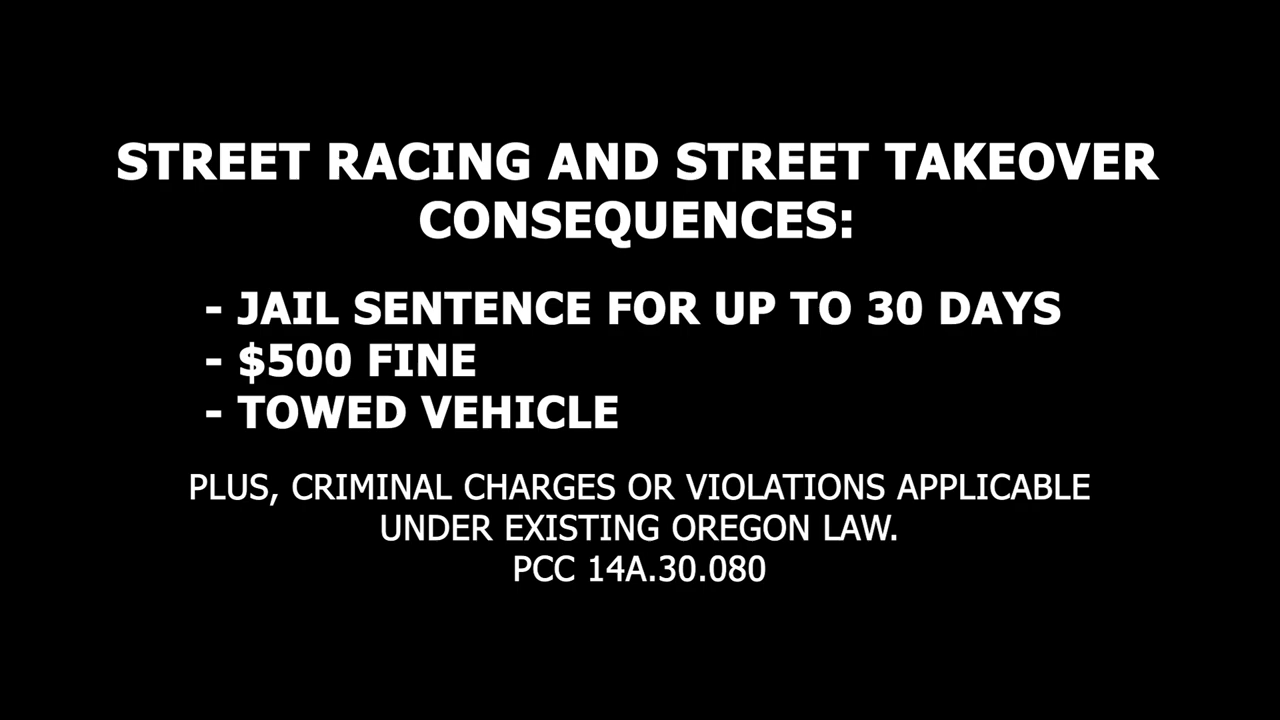 STREET RACING AND STREET TAKEOVER
CONSEQUENCES:
- JAIL SENTENCE FOR UP TO 30 DAYS
- $500 FINE
- TOWED VEHICLE
PLUS, CRIMINAL CHARGES OR VIOLATIONS APPLICABLE
UNDER EXISTING OREGON LAW.
PCC 14A.30.080